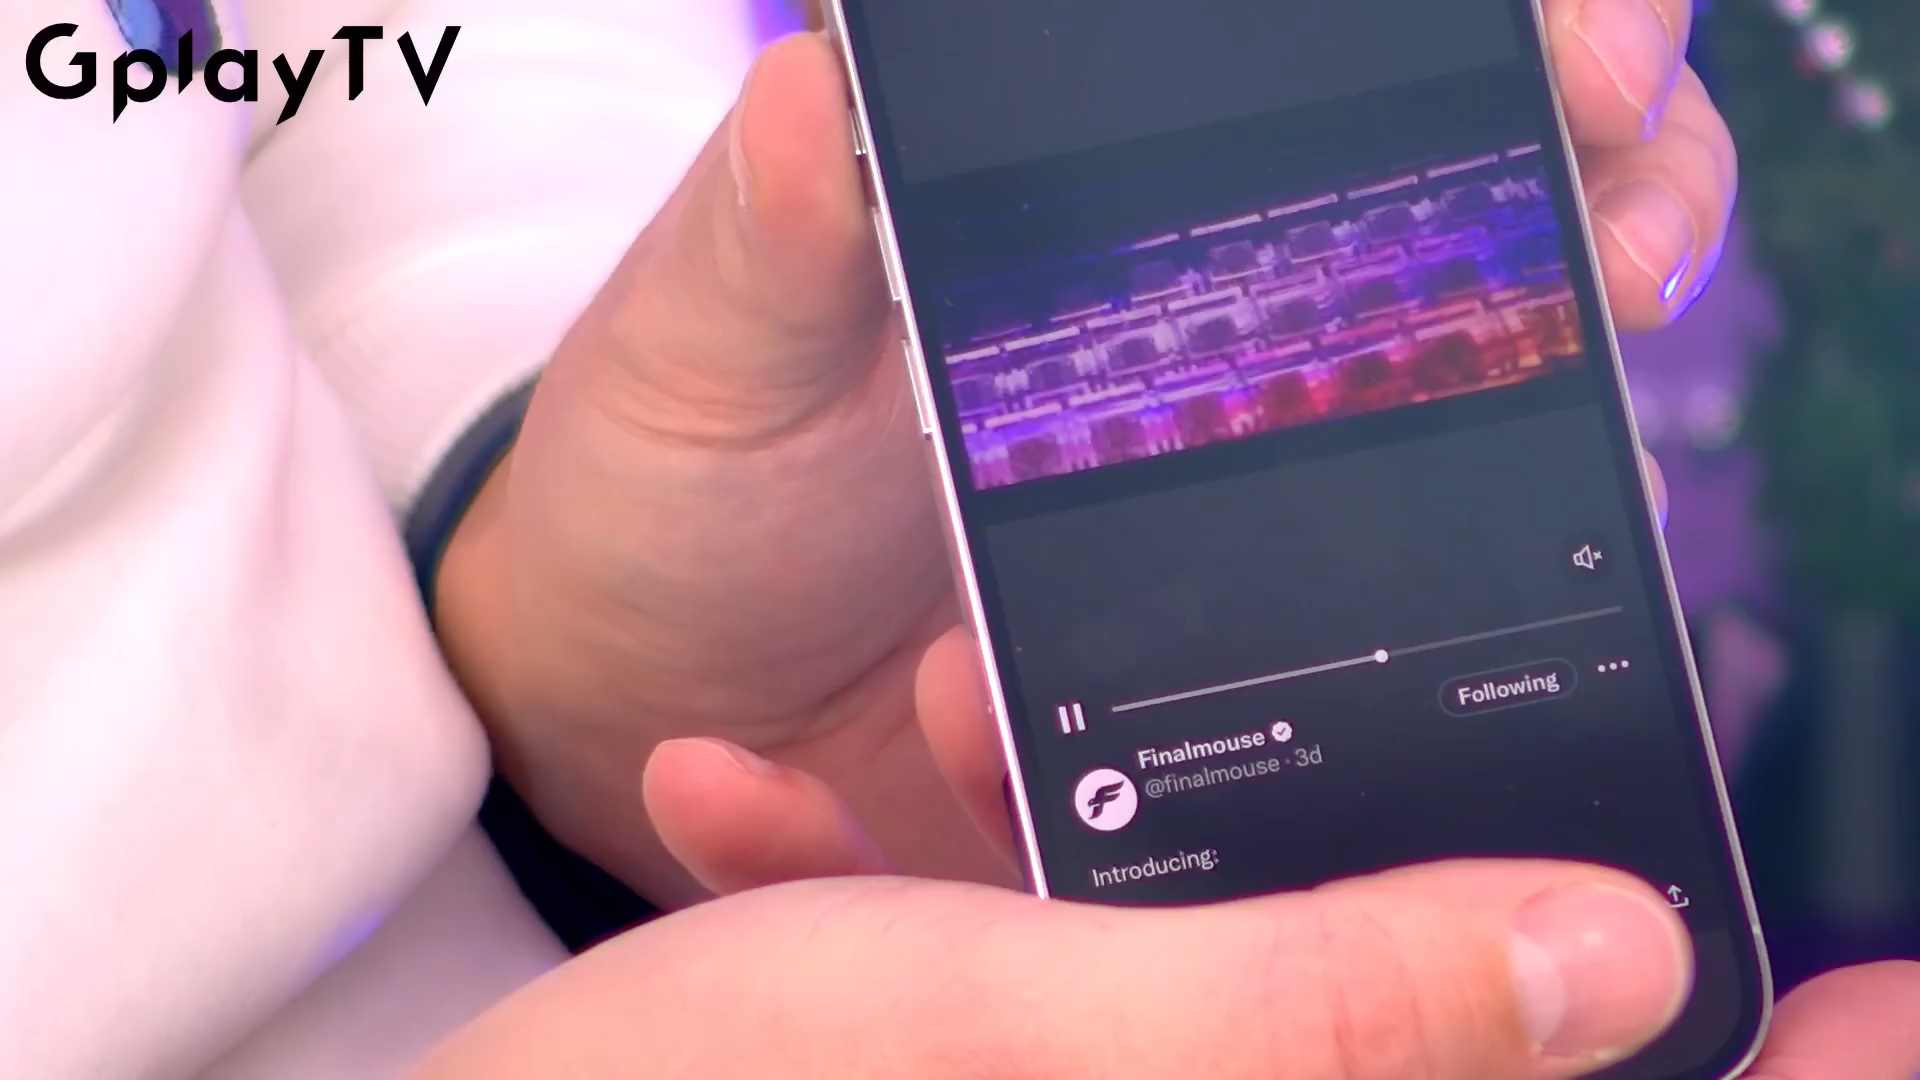 GplayTV
Following
Finalmouse
@finalmouse · 3d
Introducing: